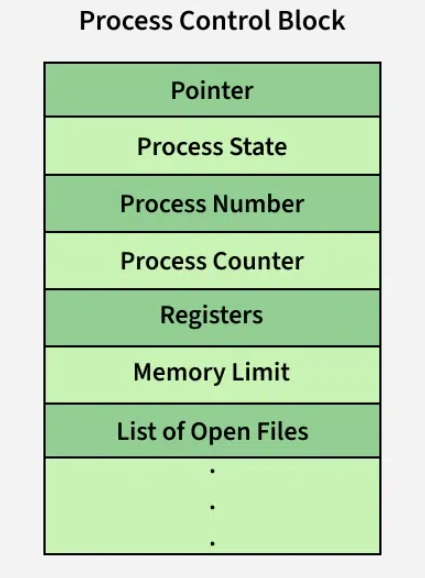 Process Control Block
Pointer
Process State
Process Number
Process Counter
Registers
Memory Limit
List of Open Files
.
.
.